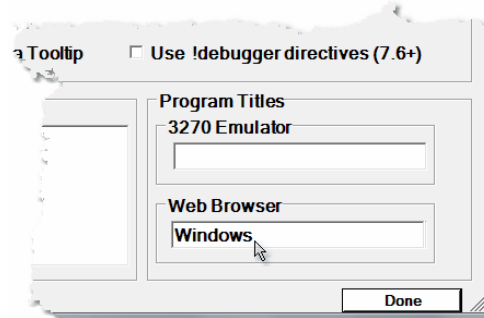 a Tooltip
Use !debugger directives (7.6+)
Program Titles
3270 Emulator
Web Browser
Windows
Done